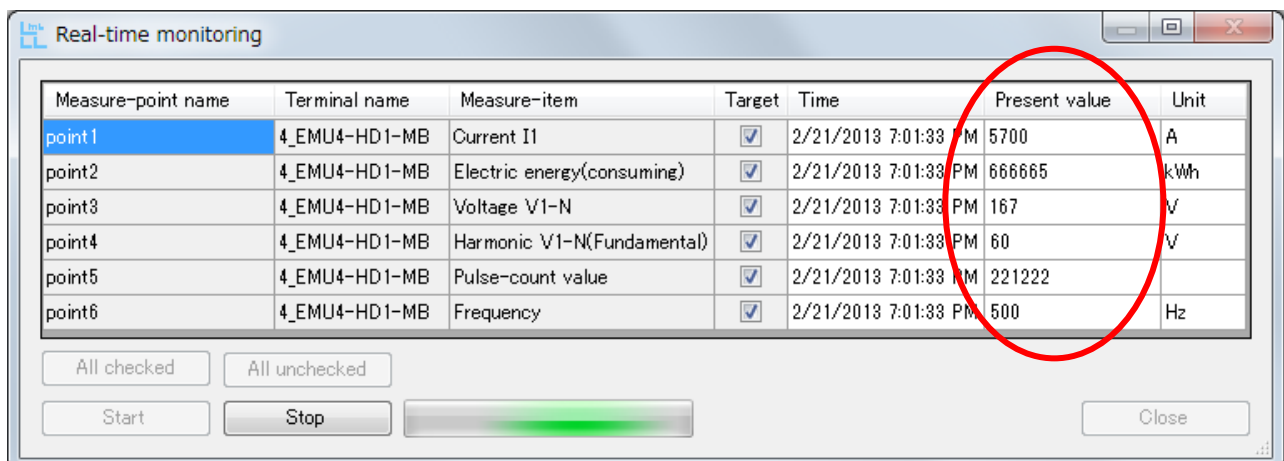 Real-time monitoring
Measure-point name Terminal name Measure-item Target Time Present value Unit
point1 4_EMU4-HD1-MB Current I1 2/21/2013 7:01:33 PM 5700 A
point2 4_EMU4-HD1-MB Electric energy(consuming) 2/21/2013 7:01:33 PM 666665 kWh
point3 4_EMU4-HD1-MB Voltage V1-N 2/21/2013 7:01:33 PM 167 V
point4 4_EMU4-HD1-MB Harmonic V1-N(Fundamental) 2/21/2013 7:01:33 PM 60 V
point5 4_EMU4-HD1-MB Pulse-count value 2/21/2013 7:01:33 PM 221222
point6 4_EMU4-HD1-MB Frequency 2/21/2013 7:01:33 PM 500 Hz
All checked All unchecked
Start Stop Close